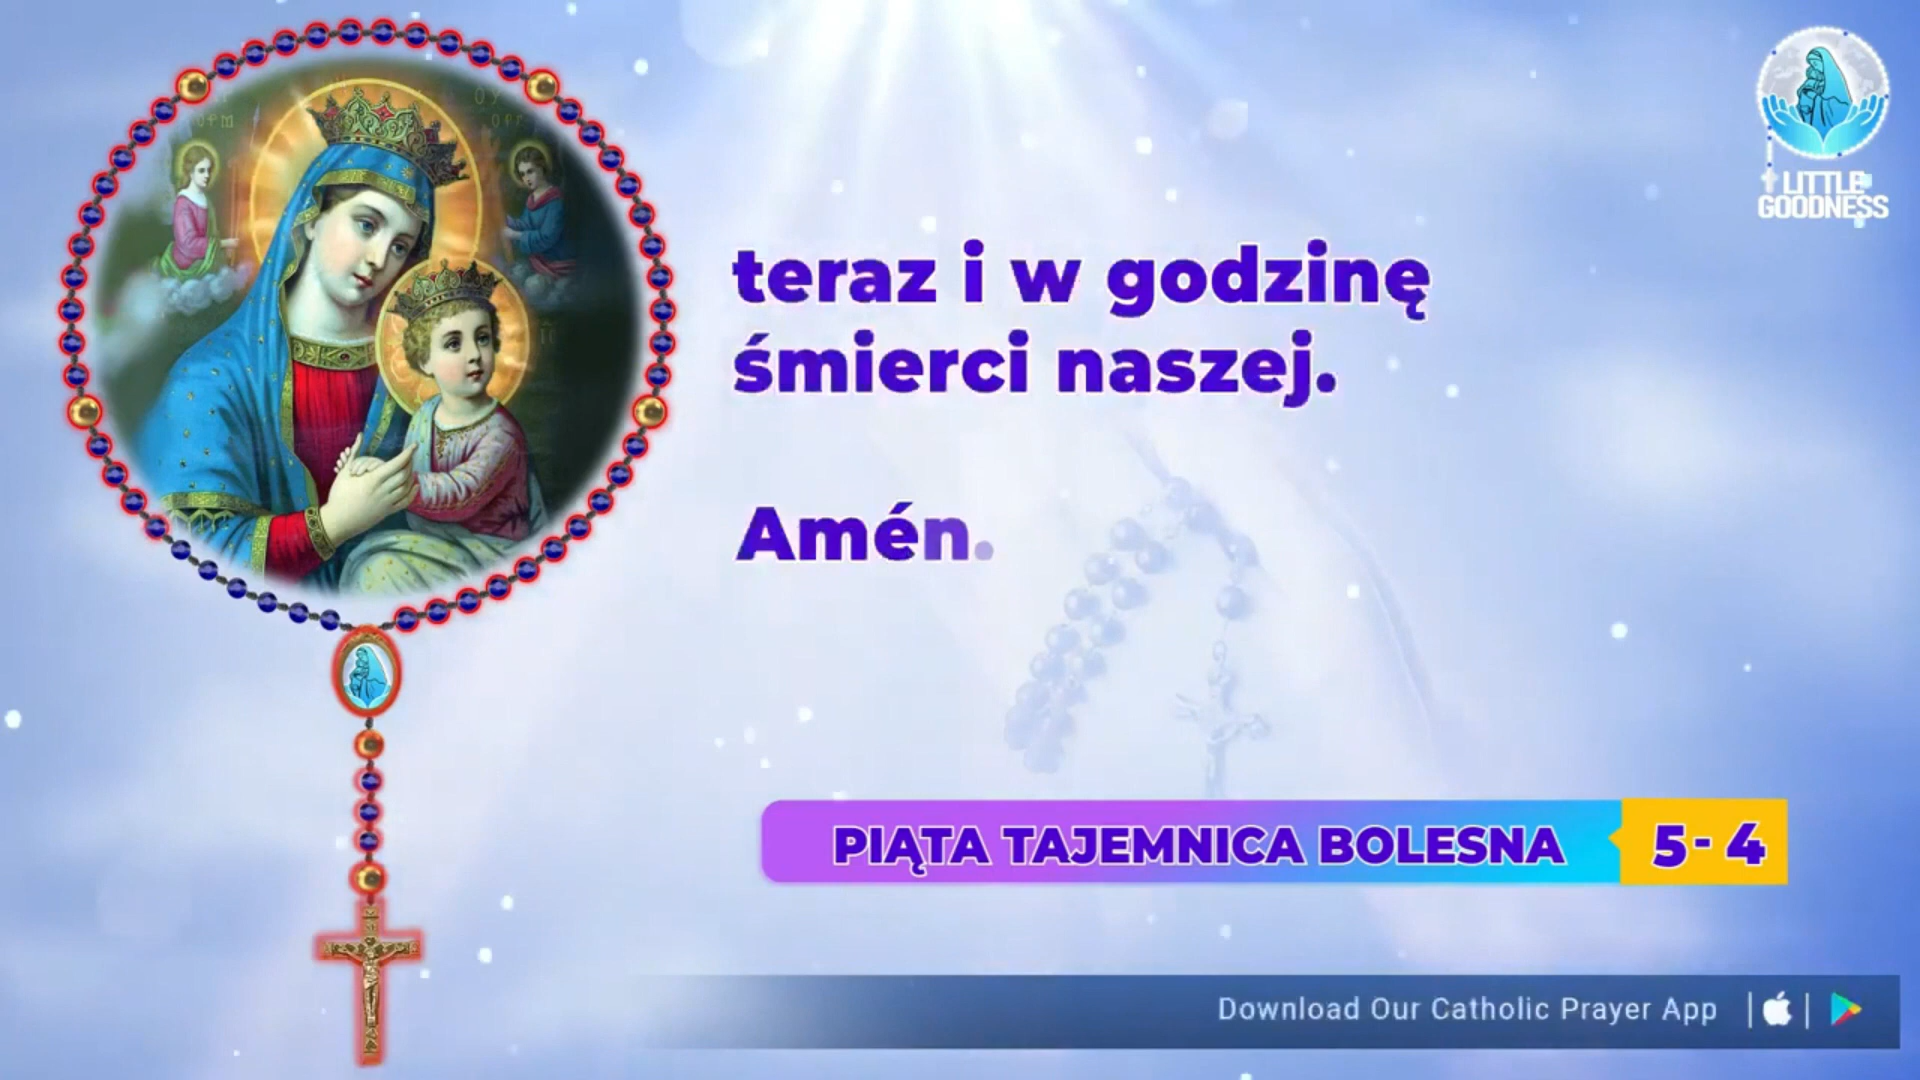 LITTLE
GOODNESS
teraz i w godzinę
śmierci naszej.
Amén.
PIĄTA TAJEMNICA BOLESNA
5 - 4
Download Our Catholic Prayer App